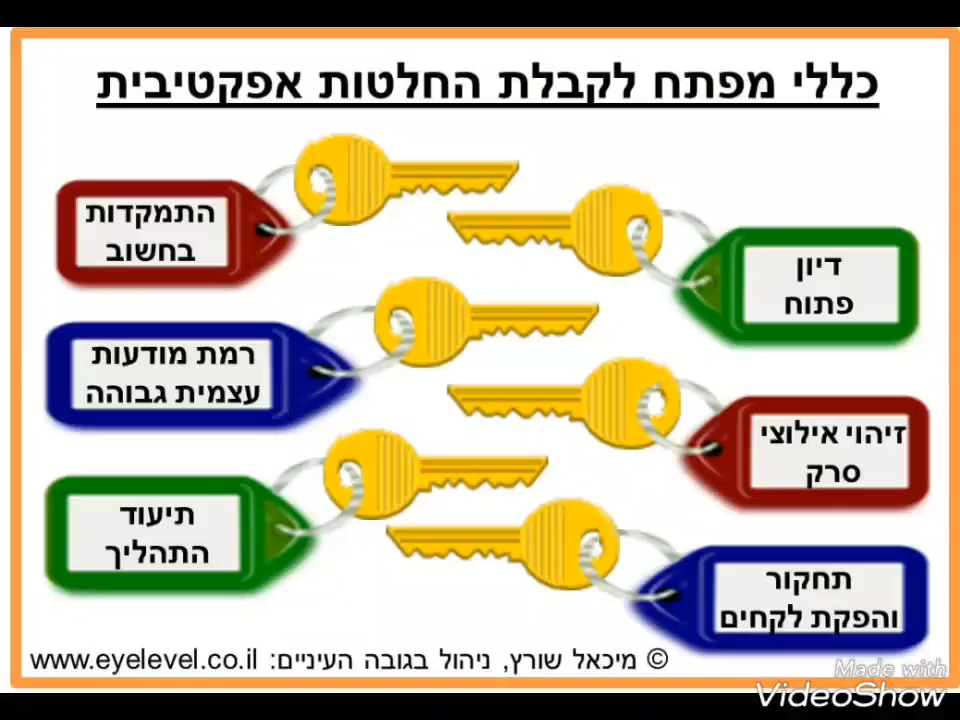 כללי מפתח לקבלת החלטות אפקטיבית
דיון
פתוח
התמקדות
בחשוב
זיהוי אילוצי
סרק
רמת מודעות
עצמית גבוהה
תחקור
והפקת לקחים
תיעוד
התהליך
© מיכאל שורץ, ניהול בגובה העיניים: www.eyelevel.co.il
Made with
VideoShow